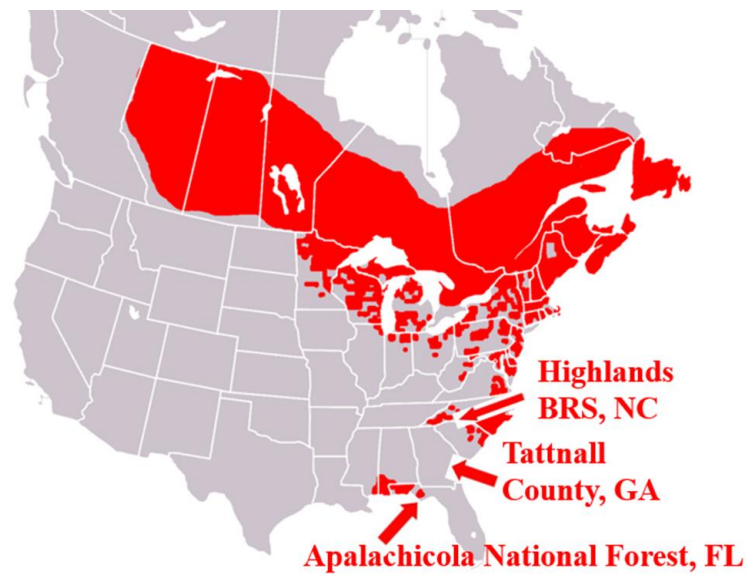 Highlands
BRS, NC
Tattnall
County, GA
Apalachicola National Forest, FL